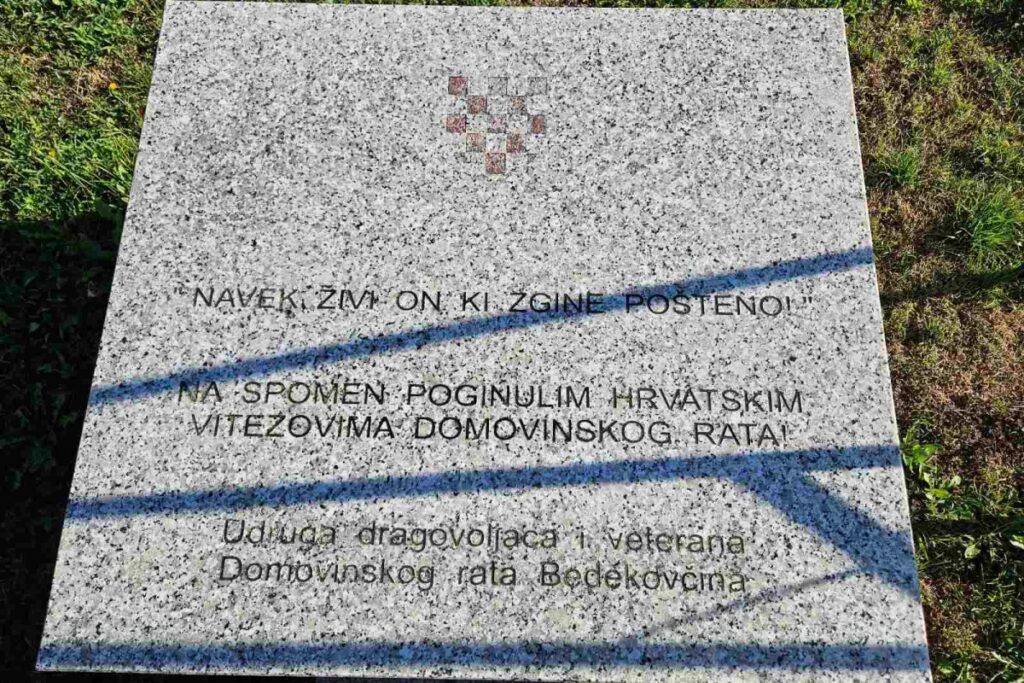 "NAVEK ŽIVI ON KI ZGINE POŠTENO!"
NA SPOMEN POGINULIM HRVATSKIM
VITEZOVIMA DOMOVINSKOG RATA!
Udruga dragovoljaca i veterana
Domovinskog rata Bedekovčina